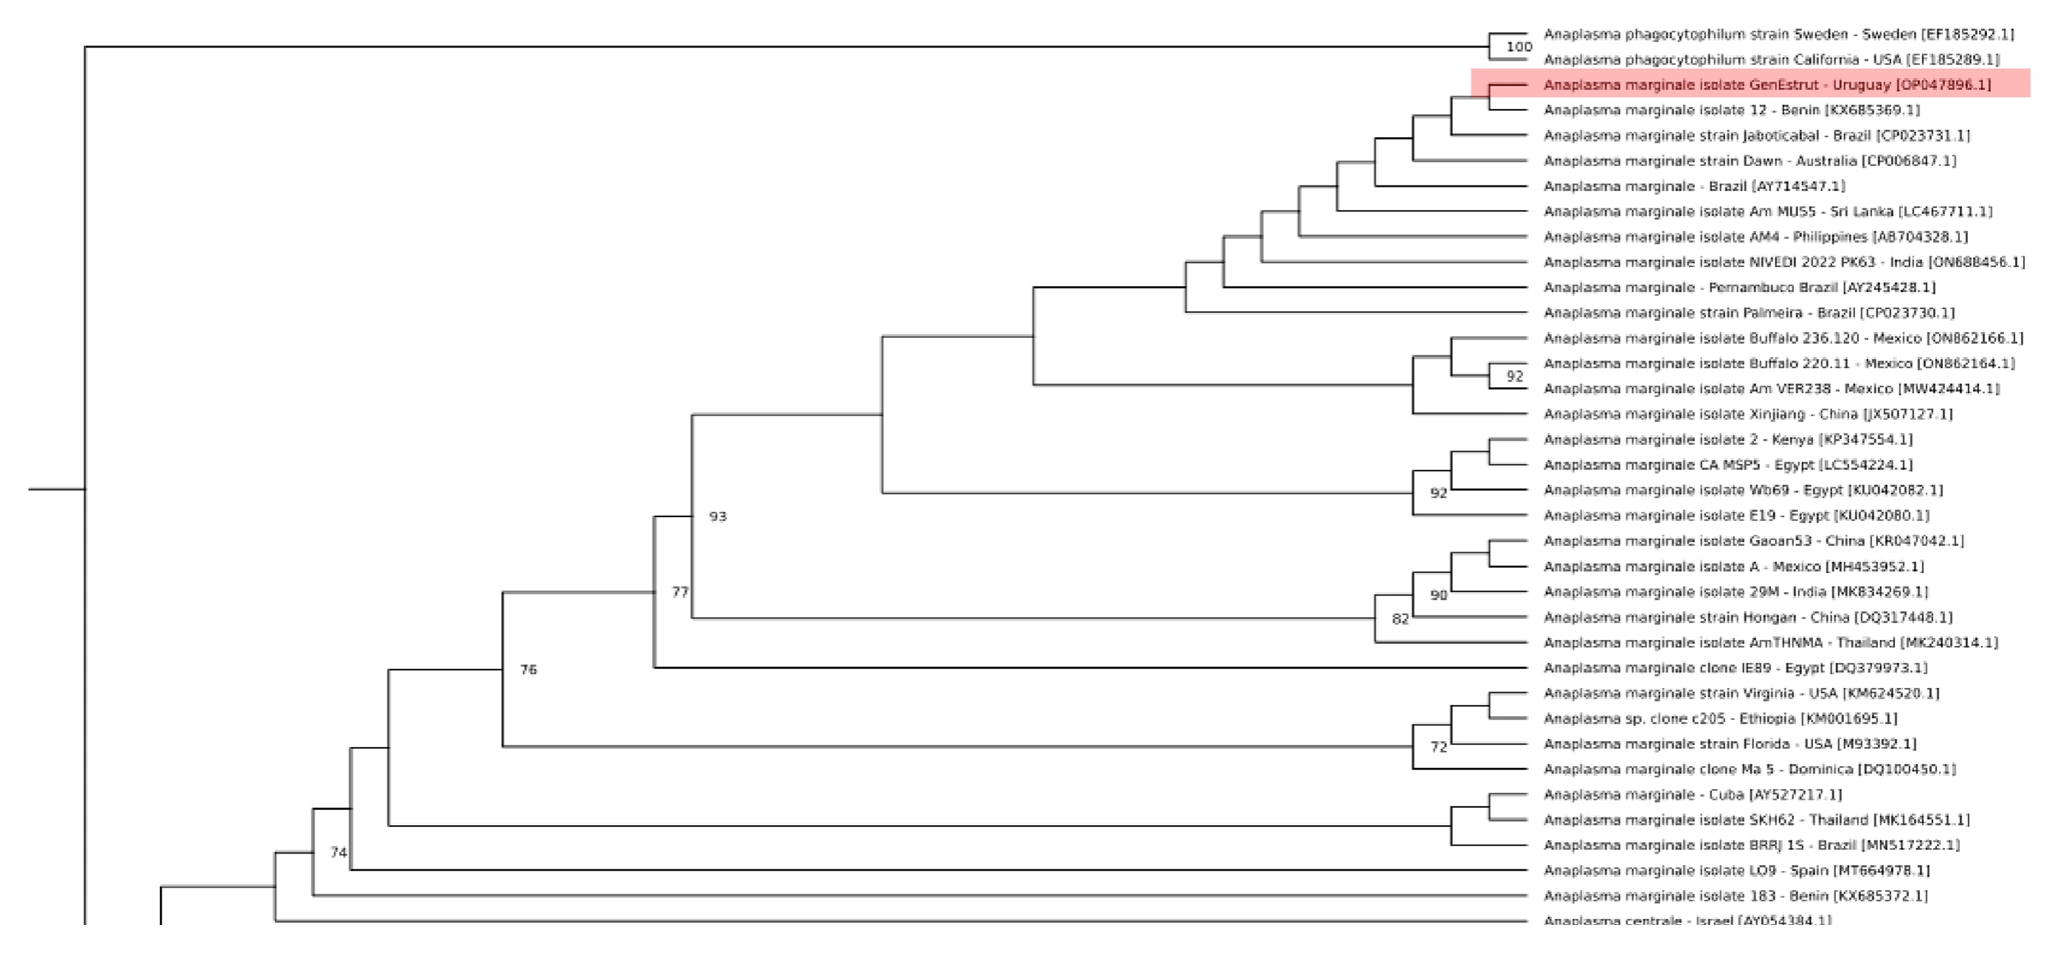 Anaplasma phagocytophilum strain Sweden - Sweden [EF185292.1]
100
Anaplasma phagocytophilum strain California - USA [EF185289.1]
Anaplasma marginale isolate GenEstrut - Uruguay [OP047896.1]
Anaplasma marginale isolate 12 - Benin [KX685369.1]
Anaplasma marginale strain Jaboticabal - Brazil [CP023731.1]
Anaplasma marginale strain Dawn - Australia [CP006847.1]
Anaplasma marginale - Brazil [AY714547.1]
Anaplasma marginale isolate Am MU55 - Sri Lanka [LC467711.1]
Anaplasma marginale isolate AM4 - Philippines [AB704328.1]
Anaplasma marginale isolate NIVEDI 2022 PK63 - India [ON688456.1]
Anaplasma marginale - Pernambuco Brazil [AY245428.1]
Anaplasma marginale strain Palmeira - Brazil [CP023730.1]
Anaplasma marginale isolate Buffalo 236.120 - Mexico [ON862166.1]
Anaplasma marginale isolate Buffalo 220.11 - Mexico [ON862164.1]
92
Anaplasma marginale isolate Am VER238 - Mexico [MW424414.1]
Anaplasma marginale isolate Xinjiang - China [JX507127.1]
Anaplasma marginale isolate 2 - Kenya [KP347554.1]
Anaplasma marginale CA MSP5 - Egypt [LC554224.1]
92
Anaplasma marginale isolate Wb69 - Egypt [KU042082.1]
Anaplasma marginale isolate E19 - Egypt [KU042080.1]
93
Anaplasma marginale isolate Gaoan53 - China [KR047042.1]
Anaplasma marginale isolate A - Mexico [MH453952.1]
77
90
Anaplasma marginale isolate 29M - India [MK834269.1]
82
Anaplasma marginale strain Hongan - China [DQ317448.1]
Anaplasma marginale isolate AmTHNMA - Thailand [MK240314.1]
76
Anaplasma marginale clone IE89 - Egypt [DQ379973.1]
Anaplasma marginale strain Virginia - USA [KM624520.1]
Anaplasma sp. clone c205 - Ethiopia [KM001695.1]
72
Anaplasma marginale strain Florida - USA [M93392.1]
Anaplasma marginale clone Ma 5 - Dominica [DQ100450.1]
Anaplasma marginale - Cuba [AY527217.1]
Anaplasma marginale isolate SKH62 - Thailand [MK164551.1]
Anaplasma marginale isolate BRRJ 1S - Brazil [MN517222.1]
74
Anaplasma marginale isolate LO9 - Spain [MT664978.1]
Anaplasma marginale isolate 183 - Benin [KX685372.1]
Anaplasma centrale - Israel [AY054384.1]